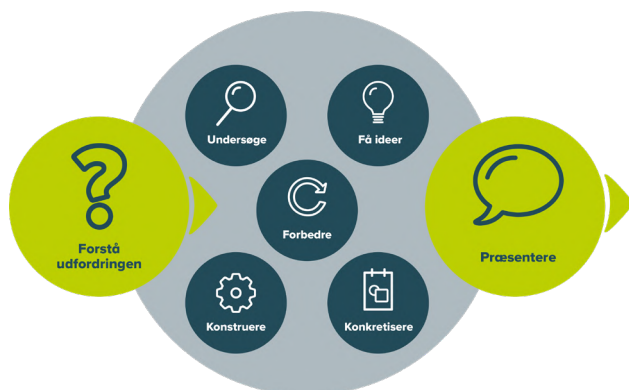 Undersøge
Få ideer
Forstå
udfordringen
Forbedre
Præsentere
Konstruere
Konkretisere